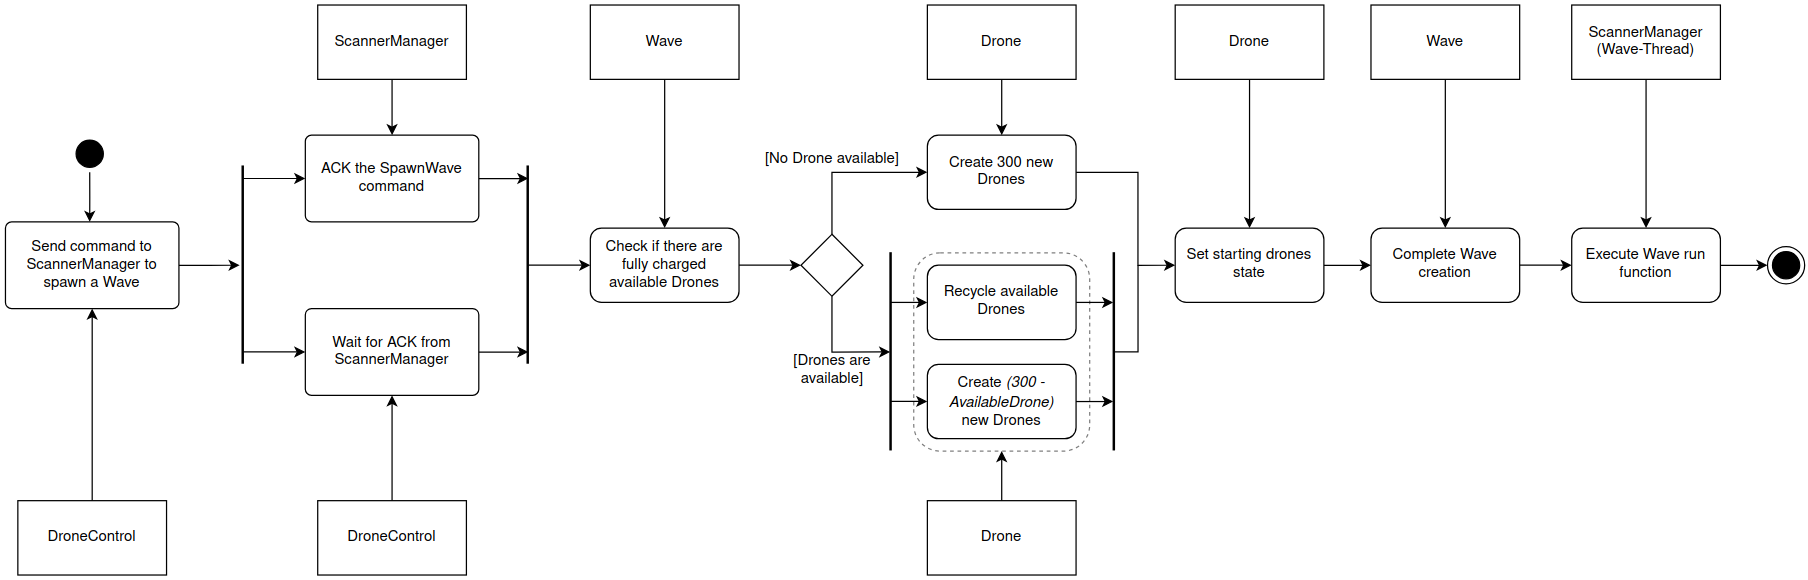 ScannerManager
Wave
Drone
Drone
Wave
ScannerManager
(Wave-Thread)
Send command to
ScannerManager to
spawn a Wave
ACK the SpawnWave
command
Wait for ACK from
ScannerManager
Check if there are
fully charged
available Drones
[No Drone available]
[Drones are
available]
Create 300 new
Drones
Recycle available
Drones
Create (300 -
AvailableDrone)
new Drones
Set starting drones
state
Complete Wave
creation
Execute Wave run
function
DroneControl
DroneControl
Drone